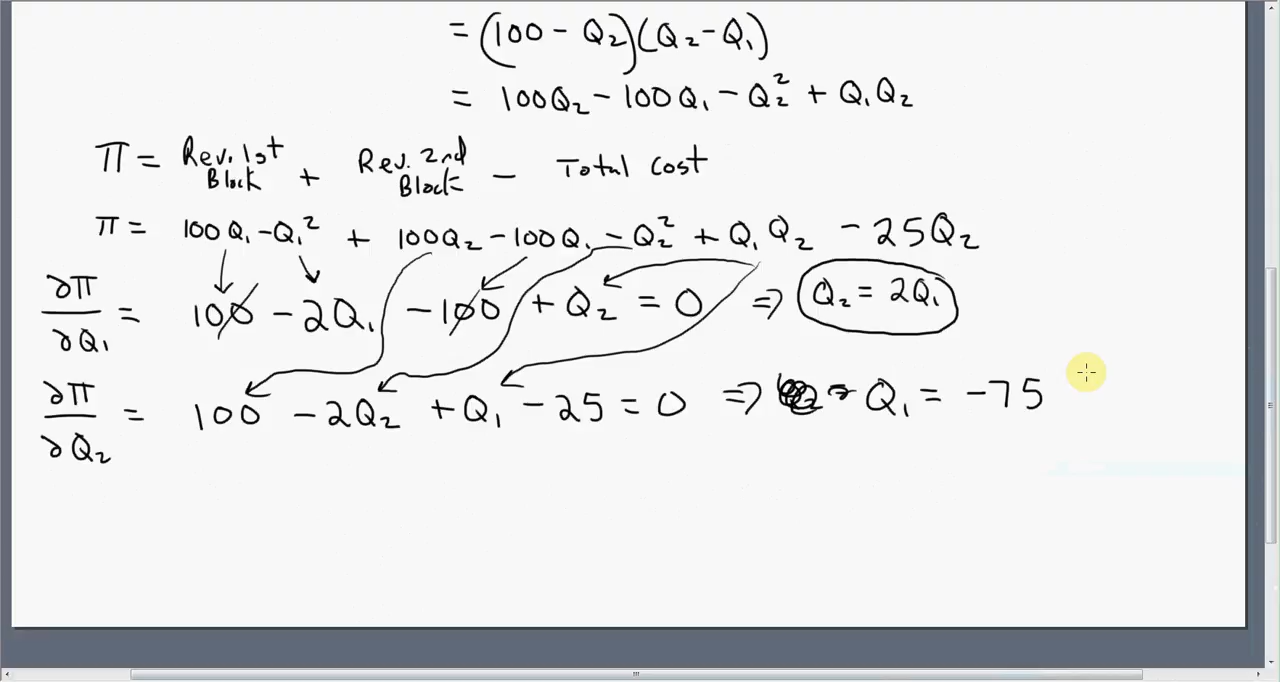 = (100 - Q₂)(Q₂ - Q₁)
= 100Q₂ - 100Q₁ - Q₂² + Q₁Q₂
π = Rev. 1st Block + Rev. 2nd Block - Total cost
π = 100Q₁ - Q₁² + 100Q₂ - 100Q₁ - Q₂² + Q₁Q₂ - 25Q₂
∂π/∂Q₁ = 100 - 2Q₁ - 100 + Q₂ = 0 ⇒ Q₂ = 2Q₁
∂π/∂Q₂ = 100 - 2Q₂ + Q₁ - 25 = 0 ⇒ Q₁ = -75